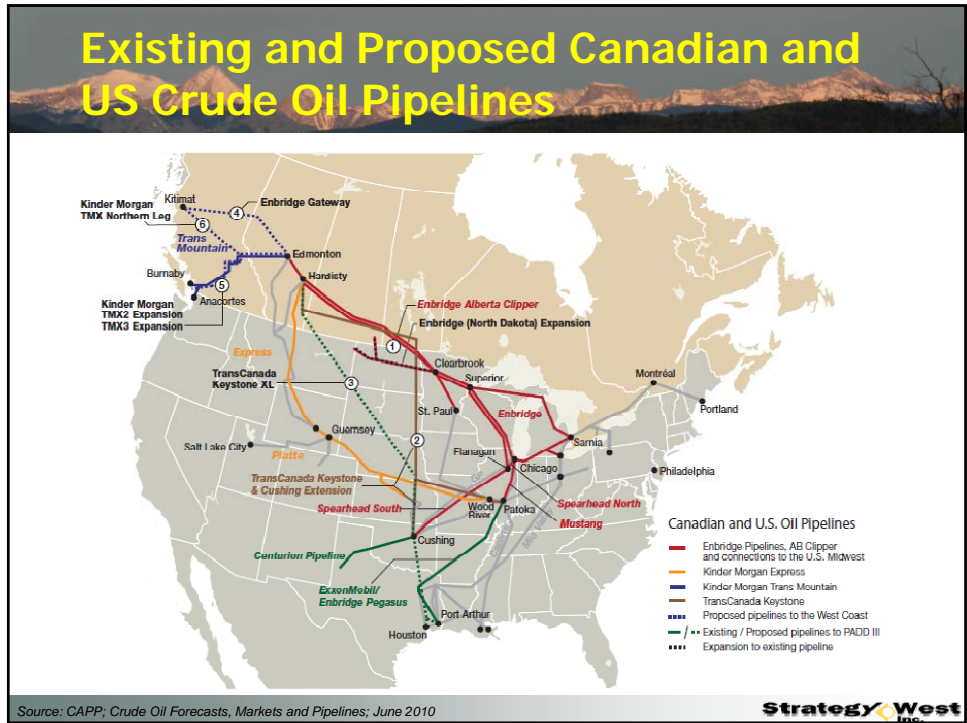 Existing and Proposed Canadian and
US Crude Oil Pipelines
Kinder Morgan
TMX Northern Leg
Kitimat
4
Enbridge Gateway
6
Trans
Mountain
Edmonton
Hardisty
Burnaby
5
Anacortes
Kinder Morgan
TMX2 Expansion
TMX3 Expansion
Enbridge Alberta Clipper
Enbridge (North Dakota) Expansion
1
Express
Clearbrook
Superior
TransCanada
Keystone XL
3
Montréal
Portland
St. Paul
Enbridge
Guernsey
2
Sarnia
Salt Lake City
Platte
Flanagan
Chicago
Philadelphia
TransCanada Keystone
& Cushing Extension
Spearhead South
Wood
River
Patoka
Spearhead North
Mustang
Cushing
Mid Valley
Centurion Pipeline
ExxonMobil/
Enbridge Pegasus
Port Arthur
Houston
Canadian and U.S. Oil Pipelines
Enbridge Pipelines, AB Clipper
and connections to the U.S. Midwest
Kinder Morgan Express
Kinder Morgan Trans Mountain
TransCanada Keystone
Proposed pipelines to the West Coast
/ Existing / Proposed pipelines to PADD III
Expansion to existing pipeline
Source: CAPP; Crude Oil Forecasts, Markets and Pipelines; June 2010
Strategy West
Inc.